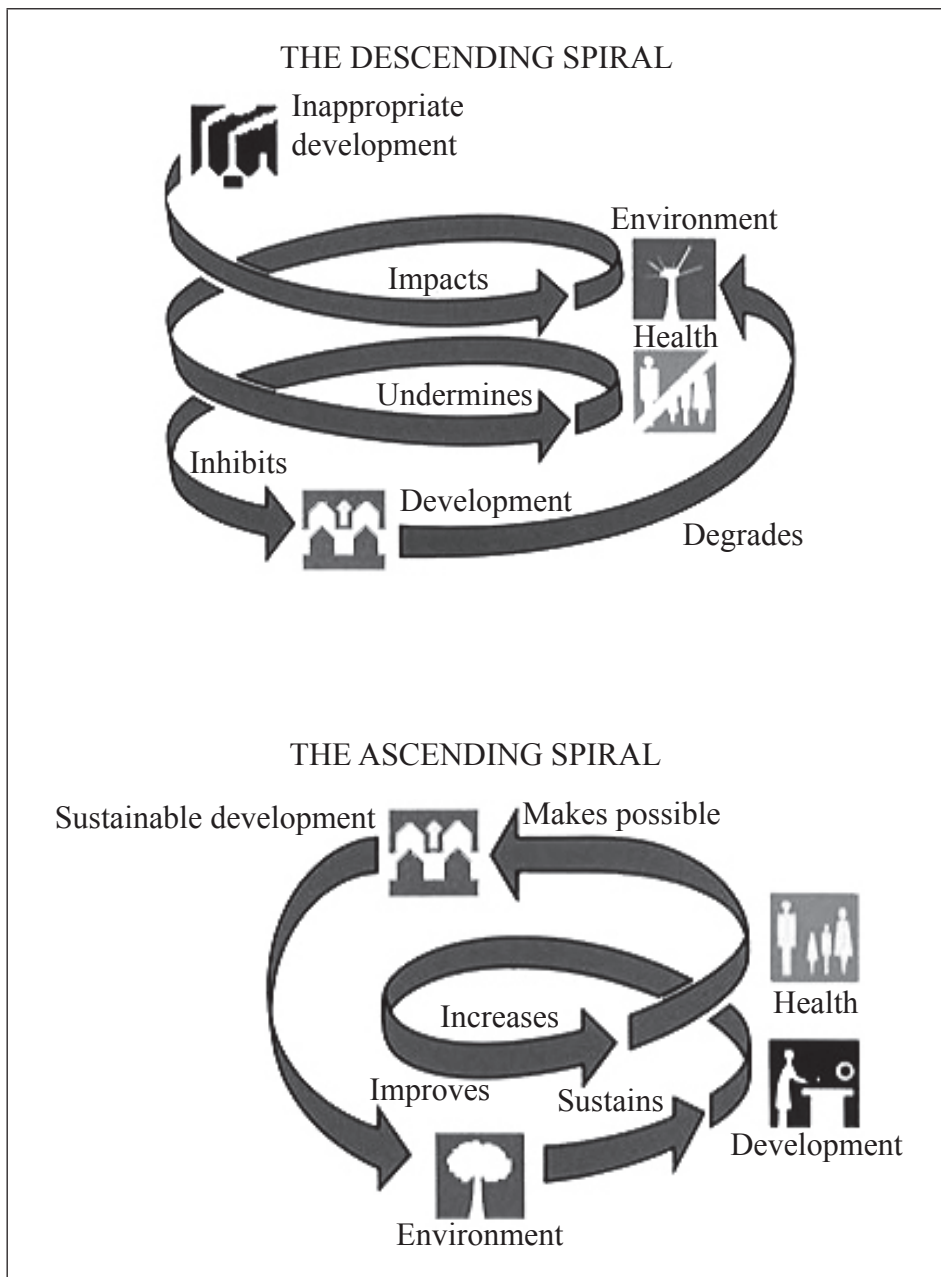 THE DESCENDING SPIRAL
Inappropriate
development
Environment
Impacts
Health
Undermines
Inhibits
Development
Degrades
THE ASCENDING SPIRAL
Sustainable development
Makes possible
Health
Increases
Improves
Sustains
Development
Environment